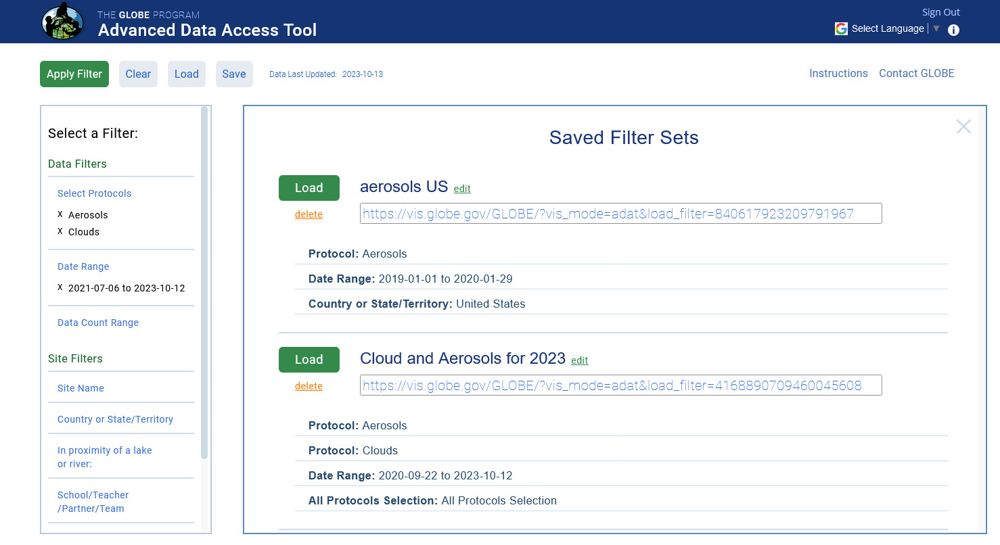 THE GLOBE PROGRAM
Advanced Data Access Tool
Sign Out
Select Language
Apply Filter
Clear
Load
Save
Data Last Updated: 2023-10-13
Instructions
Contact GLOBE
Select a Filter:
Data Filters
Select Protocols
X Aerosols
X Clouds
Date Range
X 2021-07-06 to 2023-10-12
Data Count Range
Site Filters
Site Name
Country or State/Territory
In proximity of a lake
or river:
School/Teacher
/Partner/Team
Saved Filter Sets
Load
aerosols US edit
delete
https://vis.globe.gov/GLOBE/?vis_mode=adat&load_filter=840617923209791967
Protocol: Aerosols
Date Range: 2019-01-01 to 2020-01-29
Country or State/Territory: United States
Load
Cloud and Aerosols for 2023 edit
delete
https://vis.globe.gov/GLOBE/?vis_mode=adat&load_filter=4168890709460045608
Protocol: Aerosols
Protocol: Clouds
Date Range: 2020-09-22 to 2023-10-12
All Protocols Selection: All Protocols Selection